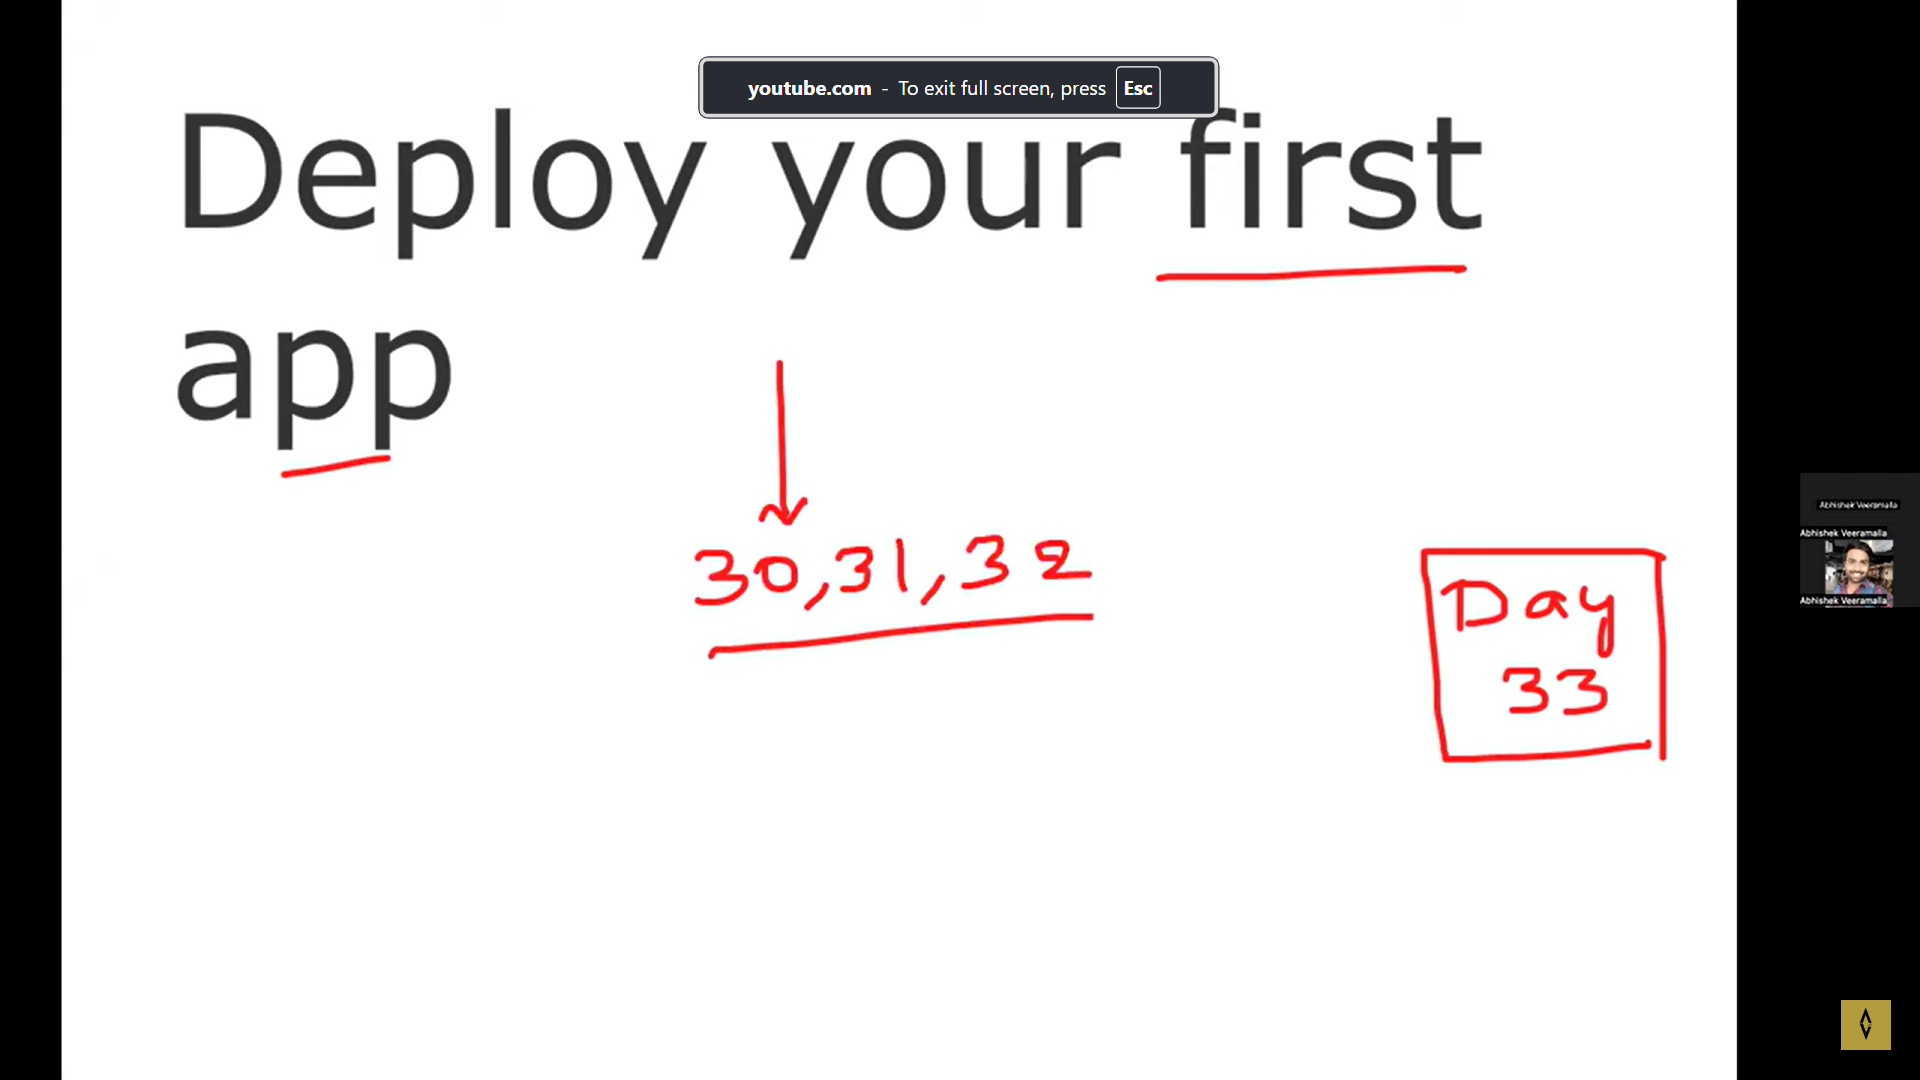 youtube.com - To exit full screen, press Esc
Deploy your first
app
30,31,32
Day
33
Abhishek Veeramalla
Abhishek Veeramalla
Abhishek Veeramalla